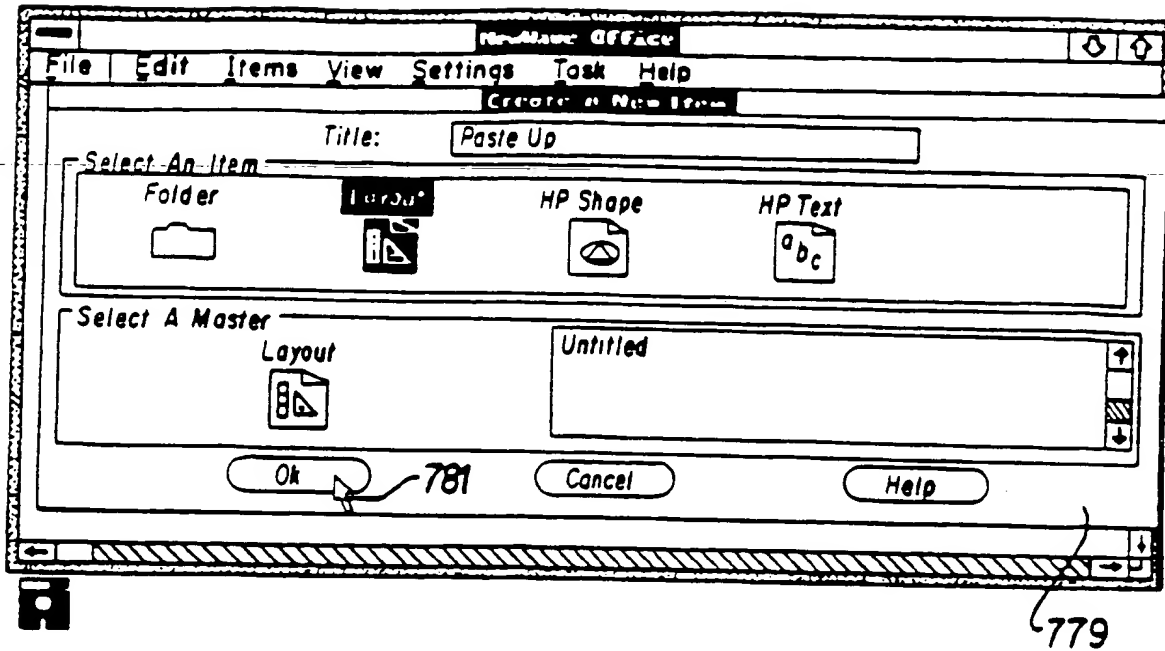 NewWave Office
File Edit Items View Settings Task Help
Create A New Item
Title: Paste Up
Select An Item
Folder Layout HP Shape HP Text
abc
Select A Master
Layout Untitled
Ok 781 Cancel Help
779